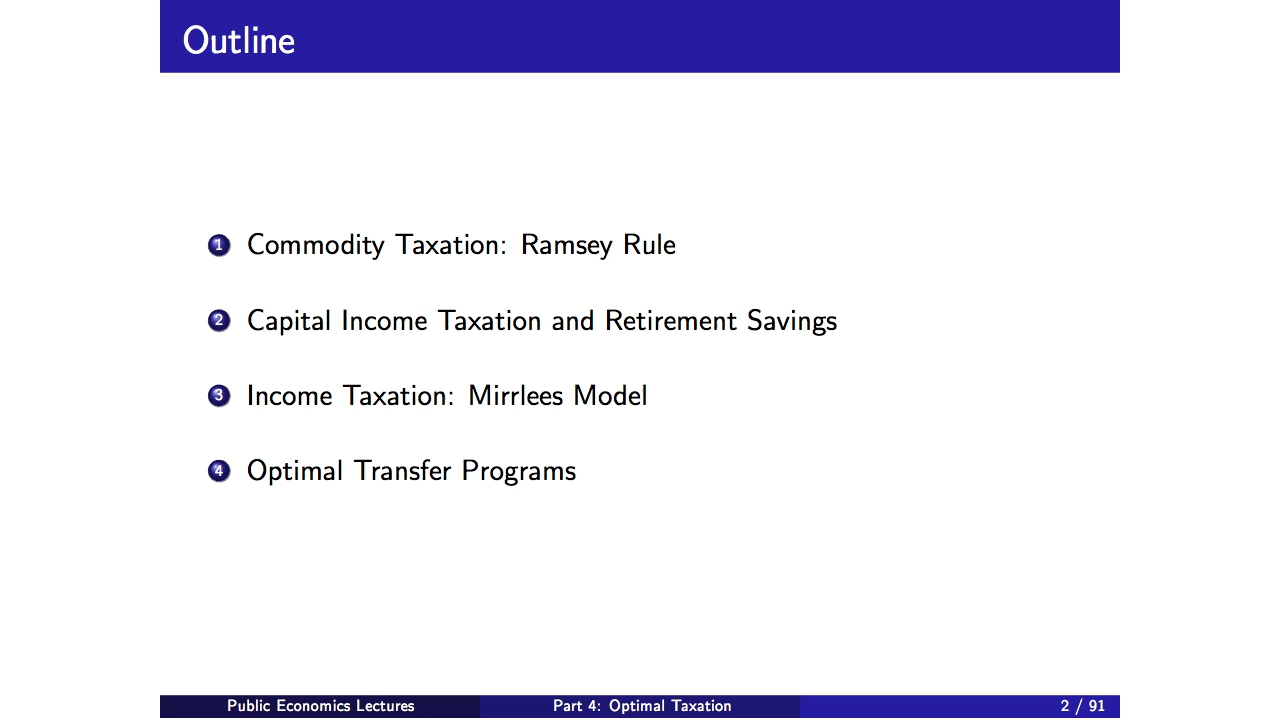 Outline
1 Commodity Taxation: Ramsey Rule
2 Capital Income Taxation and Retirement Savings
3 Income Taxation: Mirrlees Model
4 Optimal Transfer Programs
Public Economics Lectures Part 4: Optimal Taxation 2 / 91